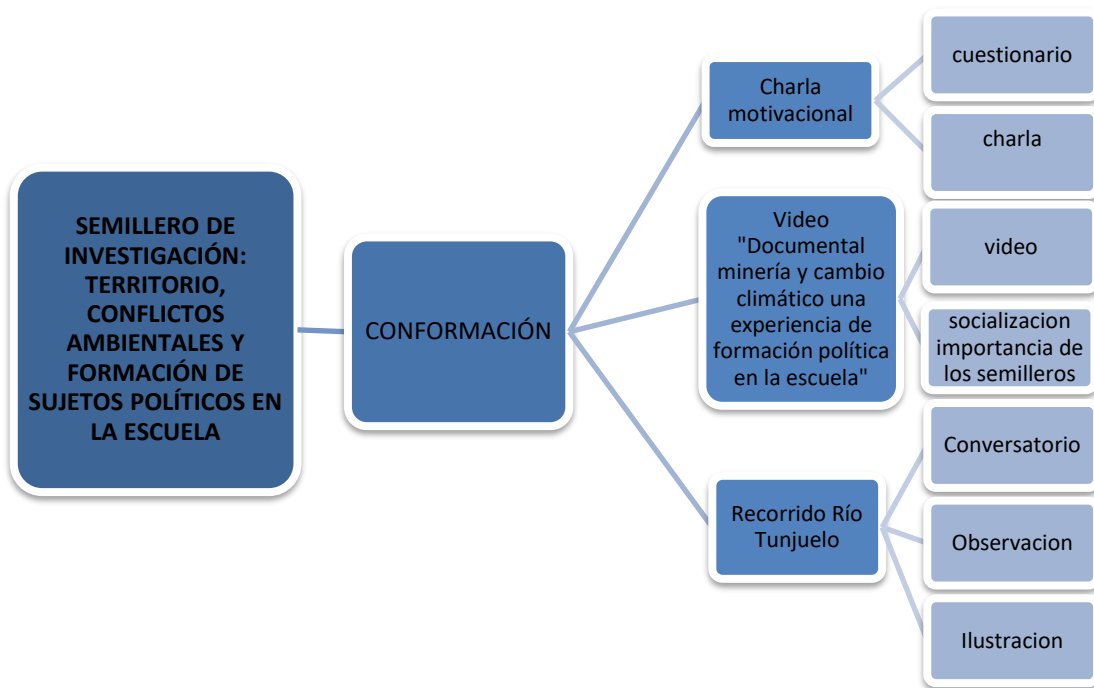 SEMILLERO DE
INVESTIGACIÓN:
TERRITORIO,
CONFLICTOS
AMBIENTALES Y
FORMACIÓN DE
SUJETOS POLÍTICOS EN
LA ESCUELA
CONFORMACIÓN
Charla
motivacional
cuestionario
charla
Video
"Documental
minería y cambio
climático una
experiencia de
formación política
en la escuela"
video
socializacion
importancia de
los semilleros
Recorrido Río
Tunjuelo
Conversatorio
Observacion
Ilustracion